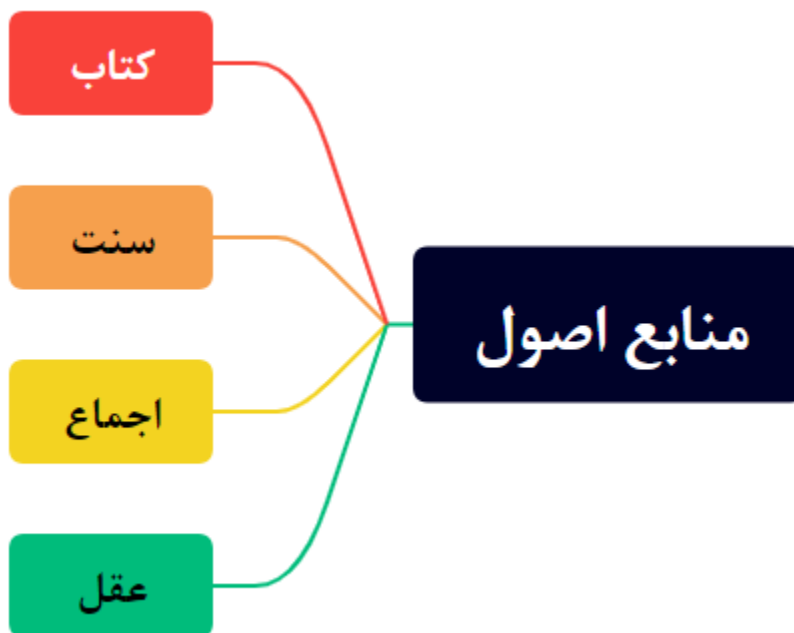 منابع اصول
کتاب
سنت
اجماع
عقل